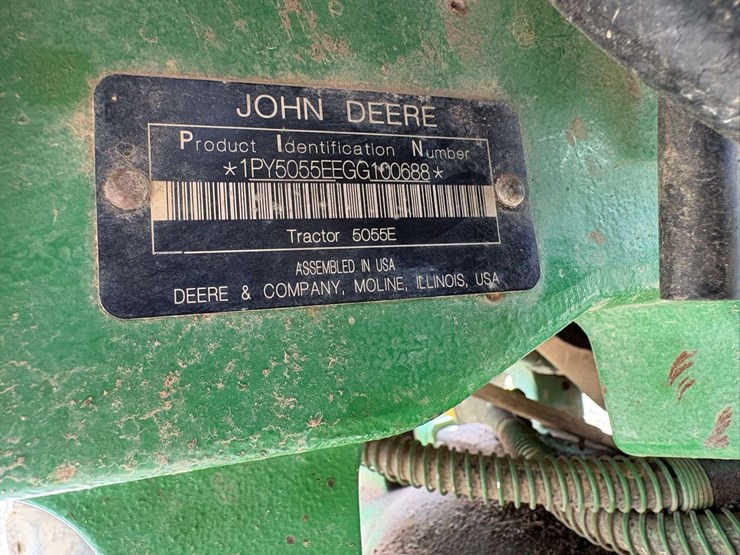 JOHN DEERE
Product Identification Number
*1PY5055EEGG100688*
Tractor 5055E
ASSEMBLED IN USA
DEERE & COMPANY, MOLINE, ILLINOIS, USA